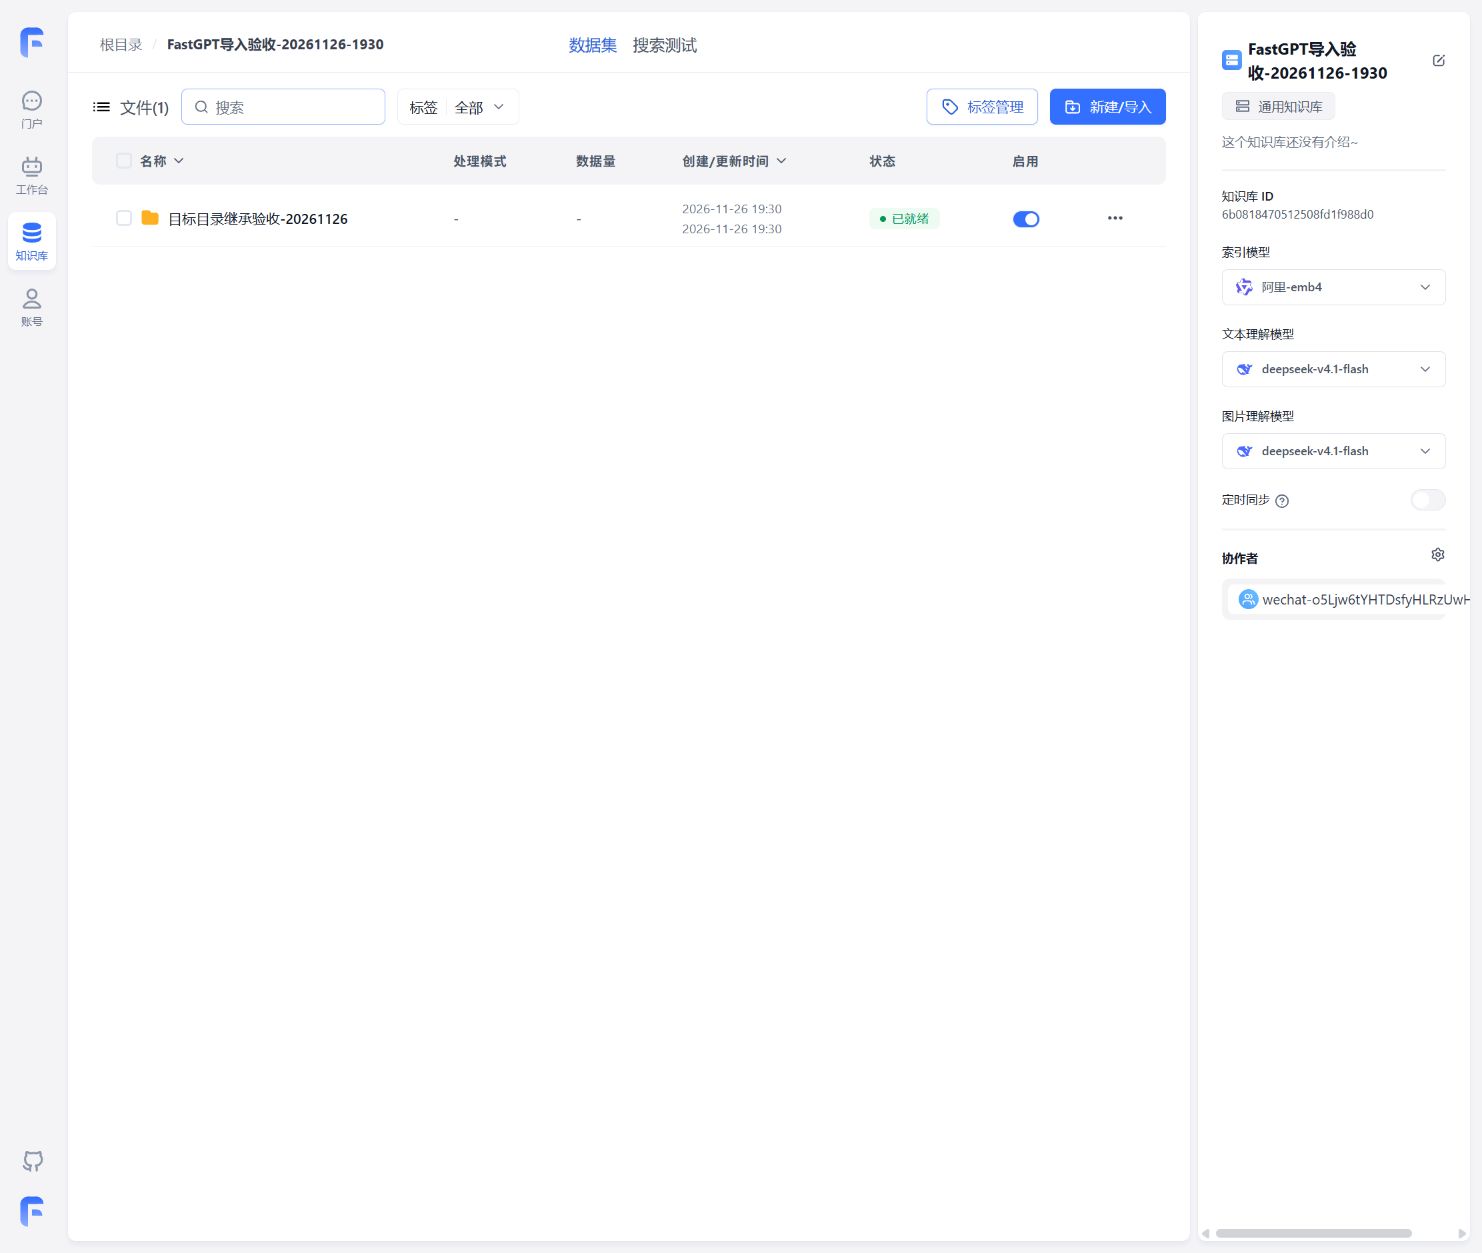 门户
工作台
知识库
账号
根目录 / FastGPT导入验收-20261126-1930
数据集 搜索测试
文件(1) 搜索 标签 全部 标签管理 新建/导入
名称 处理模式 数据量 创建/更新时间 状态 启用
目标目录继承验收-20261126 - - 2026-11-26 19:30 已就绪
2026-11-26 19:30
FastGPT导入验
收-20261126-1930
通用知识库
这个知识库还没有介绍~
知识库 ID
6b0818470512508fd1f988d0
索引模型
阿里-emb4
文本理解模型
deepseek-v4.1-flash
图片理解模型
deepseek-v4.1-flash
定时同步
协作者
wechat-o5Ljw6tYHTDsfyHLRzUwH